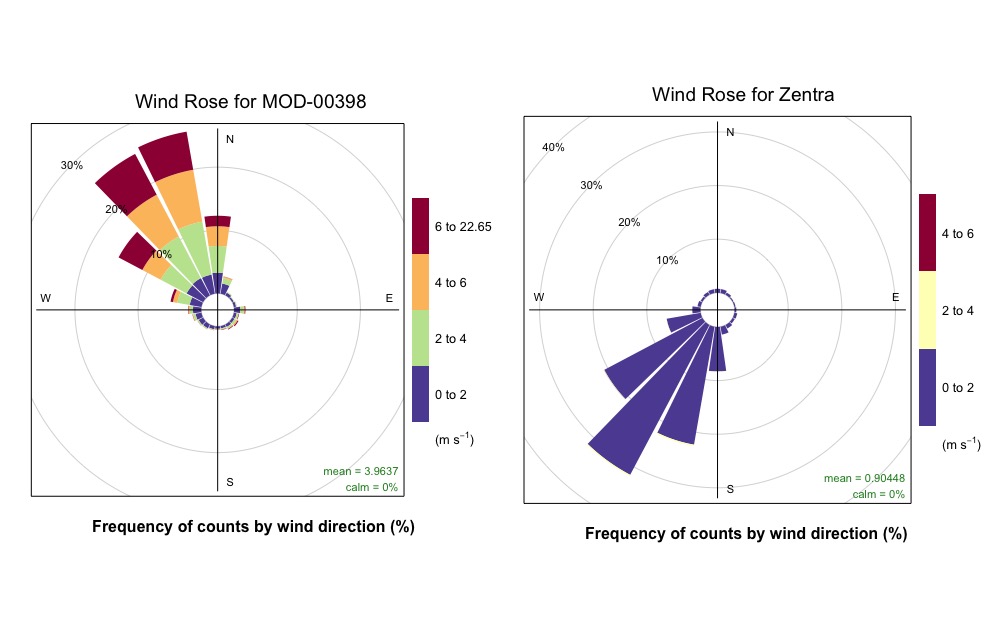 Wind Rose for MOD-00398
N
30%
20%
10%
W
E
S
mean = 3.9637
calm = 0%
6 to 22.65
4 to 6
2 to 4
0 to 2
(m s⁻¹)
Frequency of counts by wind direction (%)
Wind Rose for Zentra
N
40%
30%
20%
10%
W
E
S
mean = 0.90448
calm = 0%
4 to 6
2 to 4
0 to 2
(m s⁻¹)
Frequency of counts by wind direction (%)